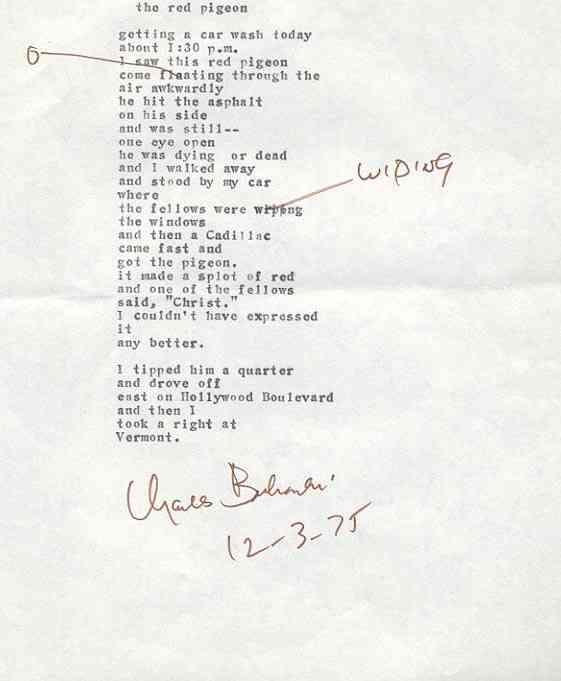 the red pigeon
getting a car wash today
about 1:30 p.m.
O
I saw this red pigeon
come flaating through the
air awkwardly
he hit the asphalt
on his side
and was still--
one eye open
he was dying or dead
and I walked away
WIPING
and stood by my car
where
the fellows were wipping
the windows
and then a Cadillac
came fast and
got the pigeon.
it made a splot of red
and one of the fellows
said, "Christ."
I couldn't have expressed
it
any better.
I tipped him a quarter
and drove off
east on Hollywood Boulevard
and then I
took a right at
Vermont.
Charles Bukowski
12-3-75